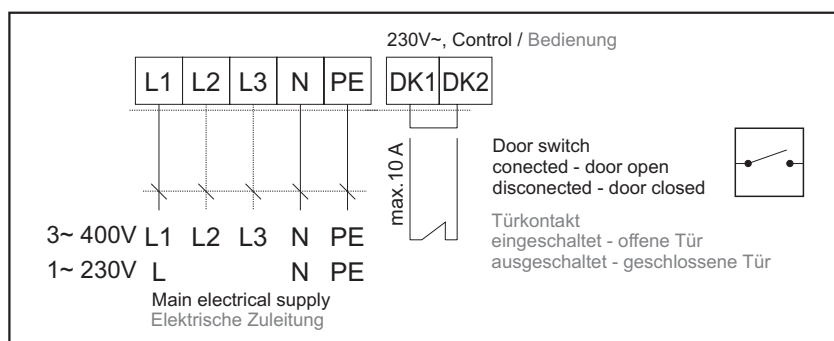 230V~, Control / Bedienung
L1 L2 L3 N PE DK1 DK2
max.10 A
Door switch
conected - door open
disconected - door closed
Türkontakt
eingeschaltet - offene Tür
ausgeschaltet - geschlossene Tür
3~ 400V L1 L2 L3 N PE
1~ 230V L N PE
Main electrical supply
Elektrische Zuleitung